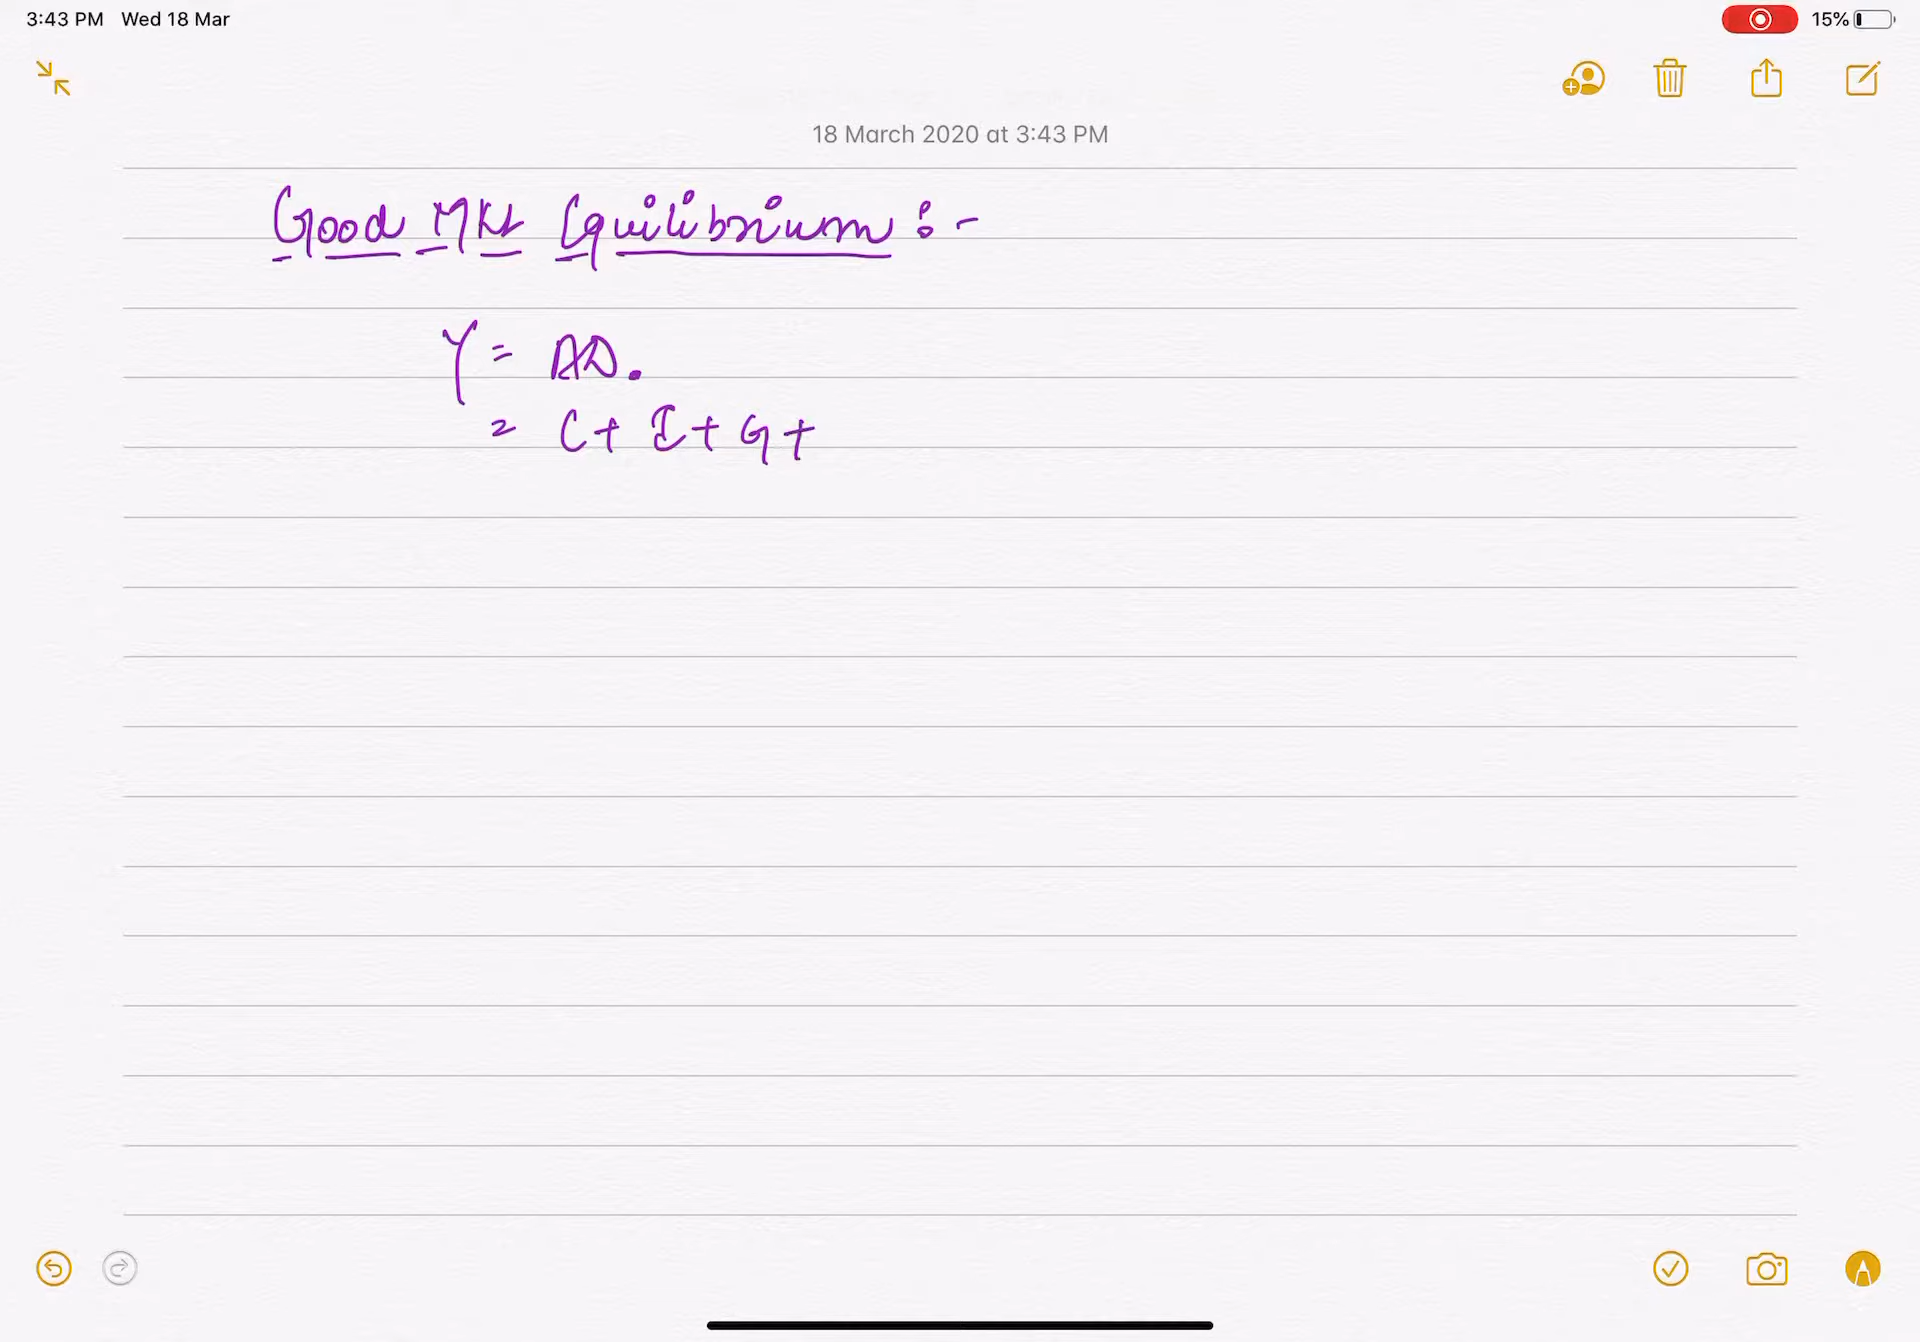 3:43 PM Wed 18 Mar
15%
18 March 2020 at 3:43 PM
Good Mkt Equilibrium :-
Y = AD.
= C + I + G +